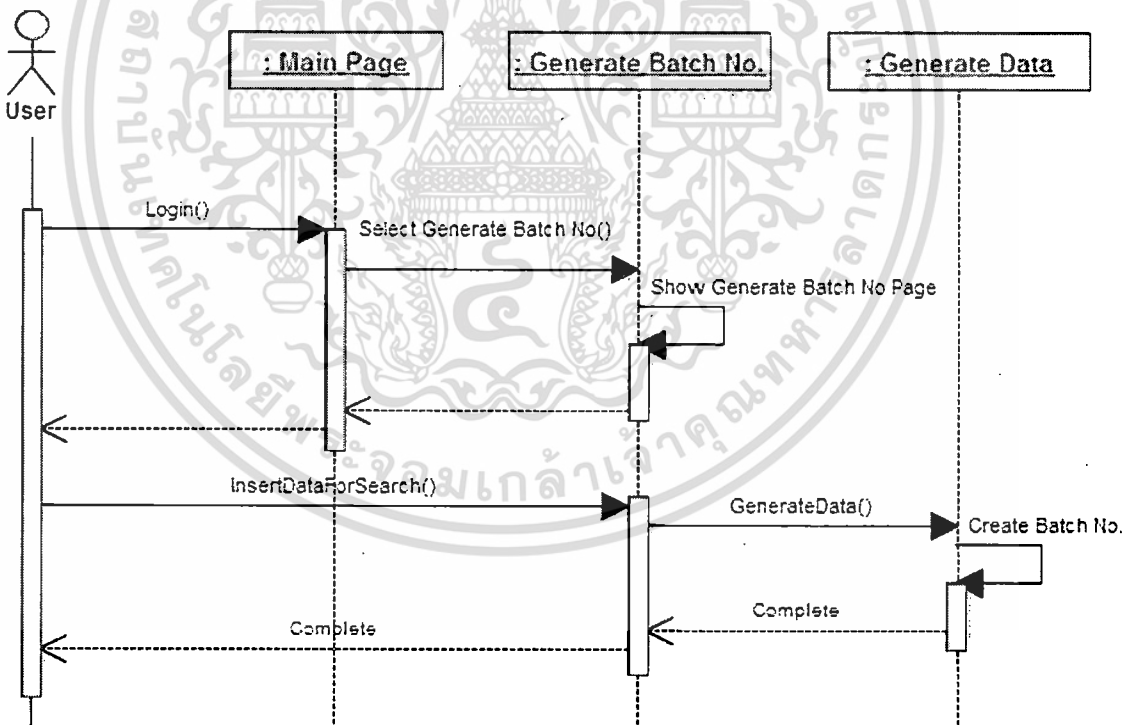 : Main Page
: Generate Batch No.
: Generate Data
User
Login()
Select Generate Batch No()
Show Generate Batch No Page
InsertDataForSearch()
GenerateData()
Create Batch No.
Complete
Complete